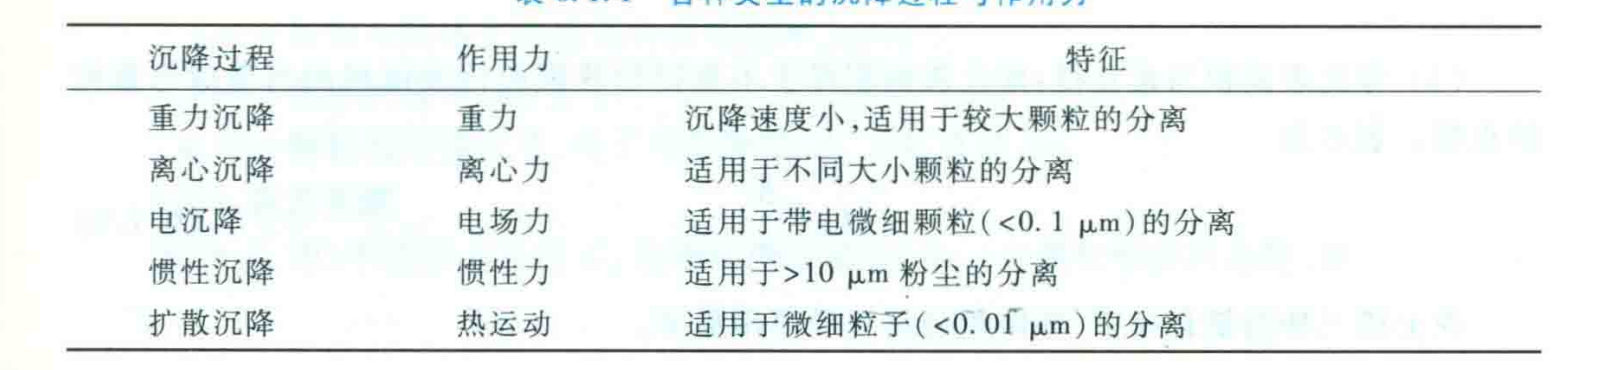 沉降过程 作用力 特征
重力沉降 重力 沉降速度小,适用于较大颗粒的分离
离心沉降 离心力 适用于不同大小颗粒的分离
电沉降 电场力 适用于带电微细颗粒(<0.1 μm)的分离
惯性沉降 惯性力 适用于>10 μm 粉尘的分离
扩散沉降 热运动 适用于微细粒子(<0.01 μm)的分离